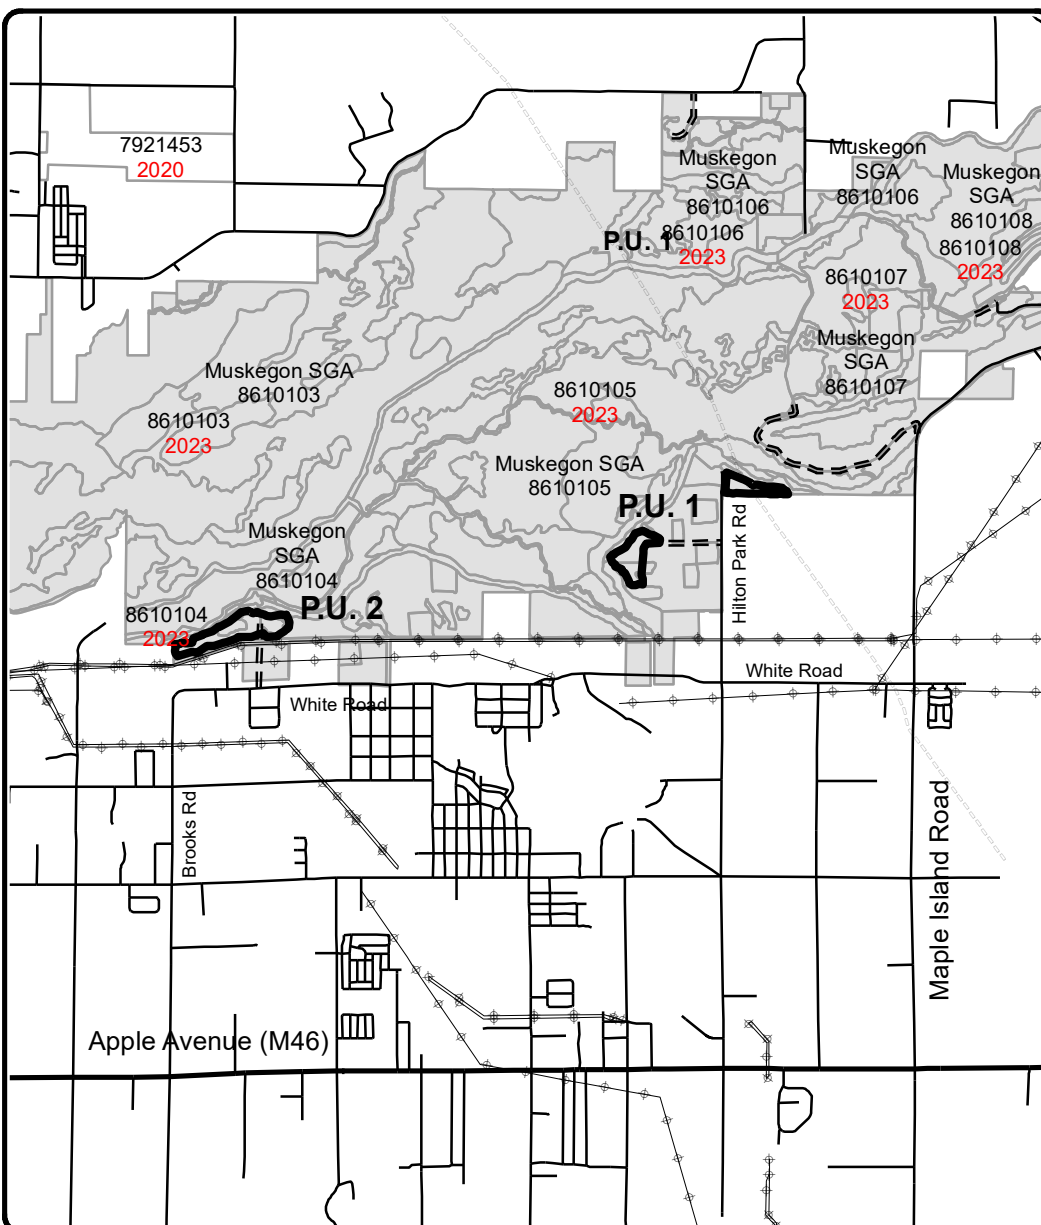 7921453
2020
Muskegon
SGA
8610106
8610106
P.U. 1
2023
Muskegon
SGA
8610106
Muskegon
SGA
8610108
8610108
2023
8610107
2023
Muskegon
SGA
8610107
Muskegon SGA
8610103
8610103
2023
8610105
2023
Muskegon SGA
8610105
P.U. 1
Hilton Park Rd
Muskegon
SGA
8610104
8610104
2023
P.U. 2
White Road
White Road
Brooks Rd
Maple Island Road
Apple Avenue (M46)